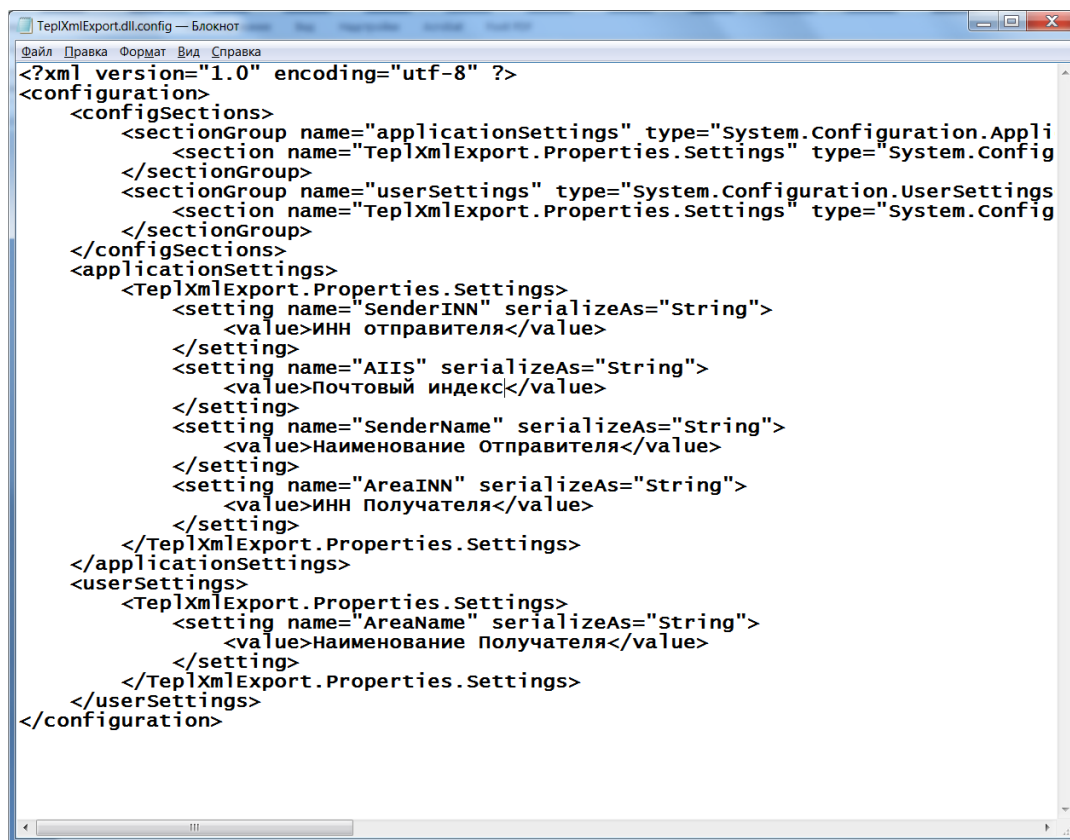 TeplXmlExport.dll.config — Блокнот
Файл Правка Формат Вид Справка
<?xml version="1.0" encoding="utf-8" ?>
<configuration>
    <configSections>
        <sectionGroup name="applicationSettings" type="System.Configuration.Appli
            <section name="TeplXmlExport.Properties.Settings" type="System.Config
        </sectionGroup>
        <sectionGroup name="userSettings" type="System.Configuration.UserSettings
            <section name="TeplXmlExport.Properties.Settings" type="System.Config
        </sectionGroup>
    </configSections>
    <applicationSettings>
        <TeplXmlExport.Properties.Settings>
            <setting name="SenderINN" serializeAs="String">
                <value>ИНН отправителя</value>
            </setting>
            <setting name="AIIS" serializeAs="String">
                <value>Почтовый индекс</value>
            </setting>
            <setting name="SenderName" serializeAs="String">
                <value>Наименование Отправителя</value>
            </setting>
            <setting name="AreaINN" serializeAs="String">
                <value>ИНН Получателя</value>
            </setting>
        </TeplXmlExport.Properties.Settings>
    </applicationSettings>
    <userSettings>
        <TeplXmlExport.Properties.Settings>
            <setting name="AreaName" serializeAs="String">
                <value>Наименование Получателя</value>
            </setting>
        </TeplXmlExport.Properties.Settings>
    </userSettings>
</configuration>